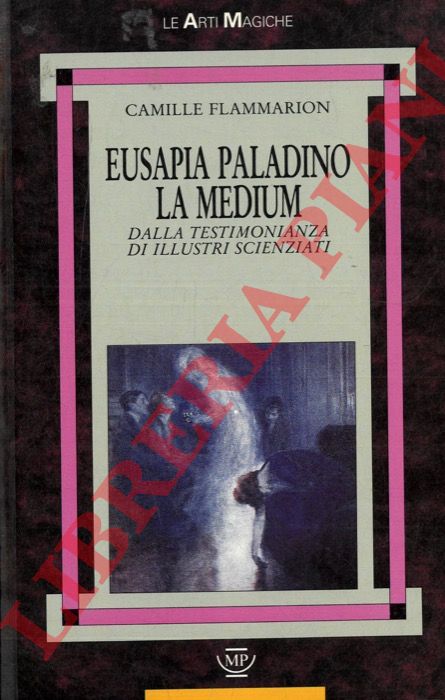 LE ARTI MAGICHE
CAMILLE FLAMMARION
EUSAPIA PALADINO
LA MEDIUM
DALLA TESTIMONIANZA
DI ILLUSTRI SCIENZIATI
MP
LIBRERIA PIANI